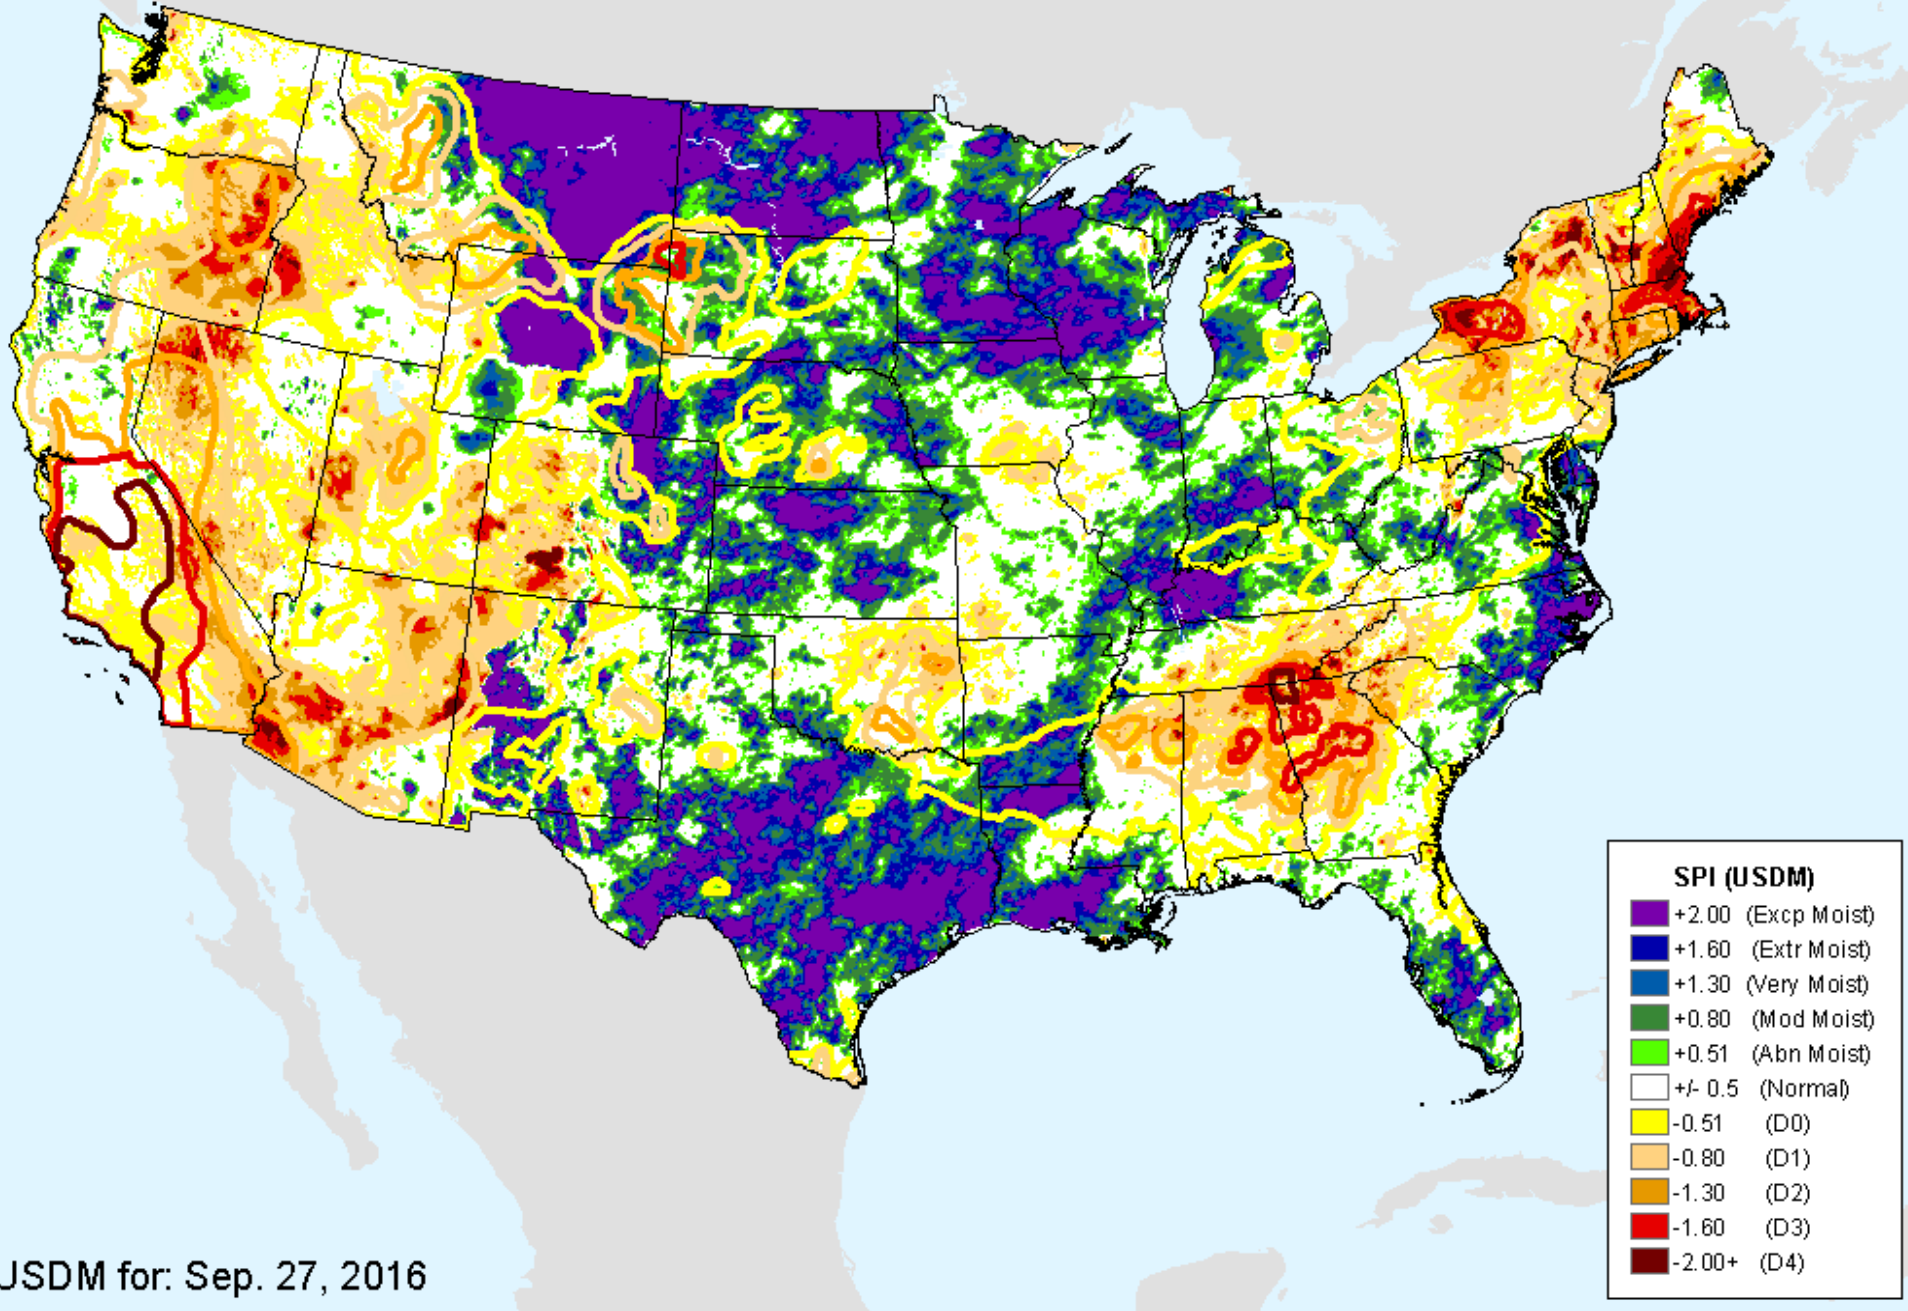 SPI (USDM)
+2.00 (Excp Moist)
+1.60 (Extr Moist)
+1.30 (Very Moist)
+0.80 (Mod Moist)
+0.51 (Abn Moist)
+/- 0.5 (Normal)
-0.51 (D0)
-0.80 (D1)
-1.30 (D2)
-1.60 (D3)
-2.00+ (D4)
USDM for: Sep. 27, 2016